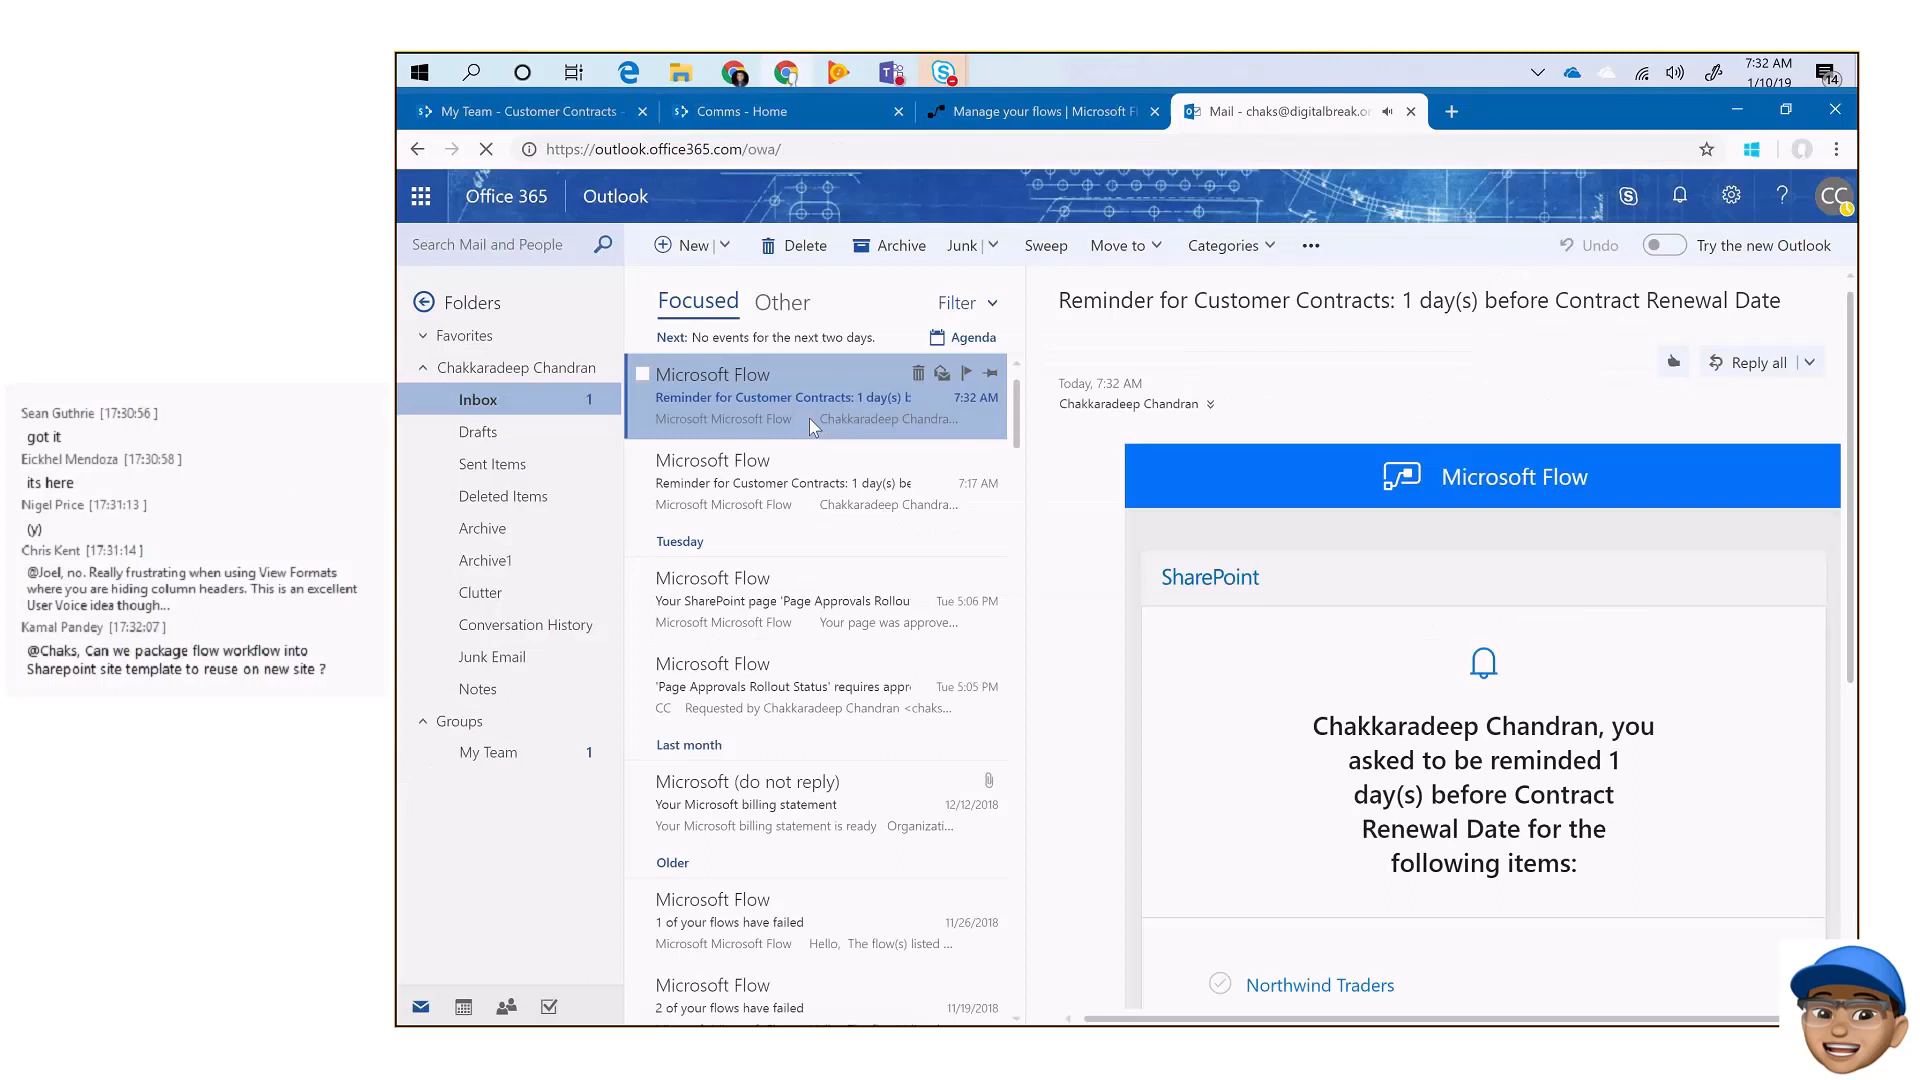 7:32 AM
1/10/19
14
My Team - Customer Contracts -
Comms - Home
Manage your flows | Microsoft Fl
Mail - chaks@digitalbreak.or
https://outlook.office365.com/owa/
Office 365
Outlook
CC
Search Mail and People
New
Delete
Archive
Junk
Sweep
Move to
Categories
Undo
Try the new Outlook
Folders
Favorites
Chakkaradeep Chandran
Inbox 1
Drafts
Sent Items
Deleted Items
Archive
Archive1
Clutter
Conversation History
Junk Email
Notes
Groups
My Team 1
Focused
Other
Filter
Next: No events for the next two days.
Agenda
Microsoft Flow
Reminder for Customer Contracts: 1 day(s) b 7:32 AM
Microsoft Microsoft Flow Chakkaradeep Chandra...
Microsoft Flow
Reminder for Customer Contracts: 1 day(s) be 7:17 AM
Microsoft Microsoft Flow Chakkaradeep Chandra...
Tuesday
Microsoft Flow
Your SharePoint page 'Page Approvals Rollou Tue 5:06 PM
Microsoft Microsoft Flow Your page was approve...
Microsoft Flow
'Page Approvals Rollout Status' requires appr Tue 5:05 PM
CC Requested by Chakkaradeep Chandran <chaks...
Last month
Microsoft (do not reply)
Your Microsoft billing statement 12/12/2018
Your Microsoft billing statement is ready Organizati...
Older
Microsoft Flow
1 of your flows have failed 11/26/2018
Microsoft Microsoft Flow Hello, The flow(s) listed ...
Microsoft Flow
2 of your flows have failed 11/19/2018
Reminder for Customer Contracts: 1 day(s) before Contract Renewal Date
Reply all
Today, 7:32 AM
Chakkaradeep Chandran
Microsoft Flow
SharePoint
Chakkaradeep Chandran, you
asked to be reminded 1
day(s) before Contract
Renewal Date for the
following items:
Northwind Traders
Sean Guthrie [17:30:56 ]
got it
Eickhel Mendoza [17:30:58 ]
its here
Nigel Price [17:31:13 ]
(y)
Chris Kent [17:31:14 ]
@Joel, no. Really frustrating when using View Formats
where you are hiding column headers. This is an excellent
User Voice idea though...
Kamal Pandey [17:32:07 ]
@Chaks, Can we package flow workflow into
Sharepoint site template to reuse on new site ?